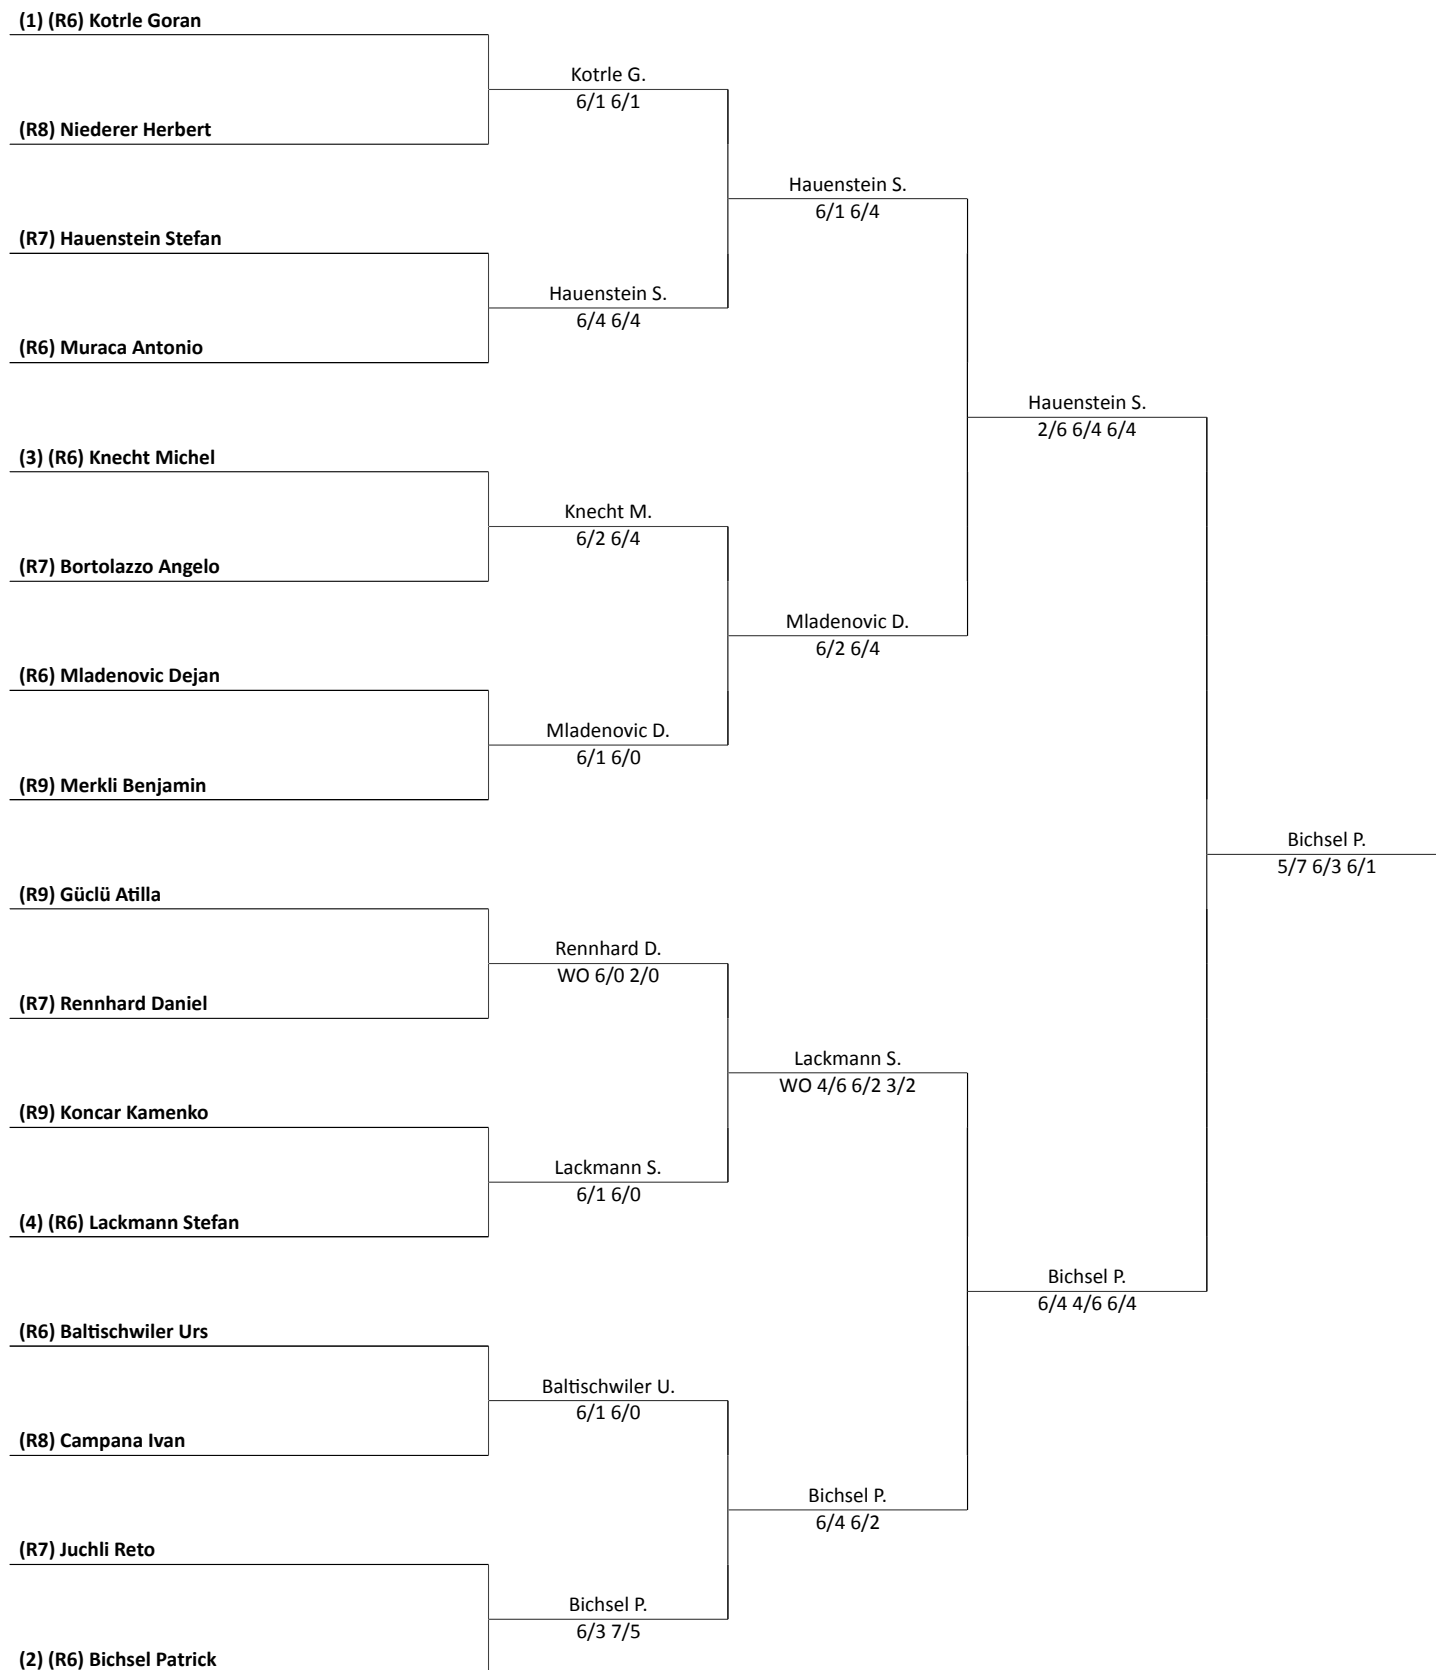 (1) (R6) Kotrle Goran
Kotrle G.
6/1 6/1
(R8) Niederer Herbert
Hauenstein S.
6/1 6/4
(R7) Hauenstein Stefan
Hauenstein S.
6/4 6/4
(R6) Muraca Antonio
Hauenstein S.
2/6 6/4 6/4
(3) (R6) Knecht Michel
Knecht M.
6/2 6/4
(R7) Bortolazzo Angelo
Mladenovic D.
6/2 6/4
(R6) Mladenovic Dejan
Mladenovic D.
6/1 6/0
(R9) Merkli Benjamin
Bichsel P.
5/7 6/3 6/1
(R9) Güclü Atilla
Rennhard D.
WO 6/0 2/0
(R7) Rennhard Daniel
Lackmann S.
WO 4/6 6/2 3/2
(R9) Koncar Kamenko
Lackmann S.
6/1 6/0
(4) (R6) Lackmann Stefan
Bichsel P.
6/4 4/6 6/4
(R6) Baltischwiler Urs
Baltischwiler U.
6/1 6/0
(R8) Campana Ivan
Bichsel P.
6/4 6/2
(R7) Juchli Reto
Bichsel P.
6/3 7/5
(2) (R6) Bichsel Patrick